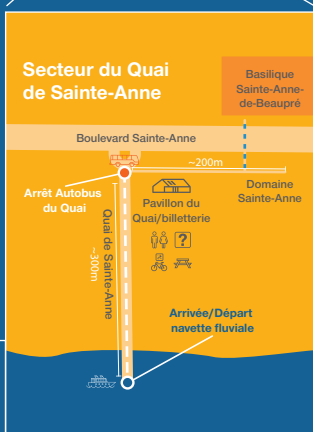 Secteur du Quai
de Sainte-Anne
Basilique
Sainte-Anne-
de-Beaupré
Boulevard Sainte-Anne
~200m
Arrêt Autobus
du Quai
Pavillon du
Quai/billetterie
Domaine
Sainte-Anne
?
Quai de Sainte-Anne
~300m
Arrivée/Départ
navette fluviale